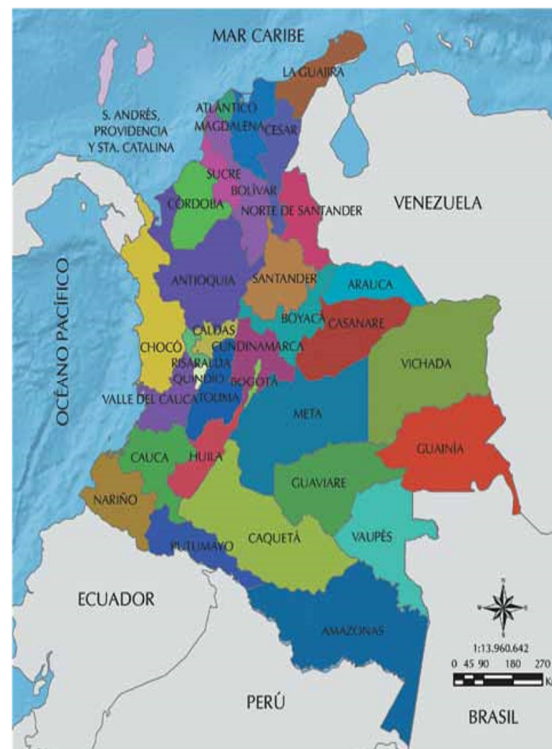 MAR CARIBE
LA GUAJIRA
S. ANDRÉS,
PROVIDENCIA
Y STA. CATALINA
ATLÁNTICO
MAGDALENA
CESAR
SUCRE
BOLÍVAR
CÓRDOBA
NORTE DE SANTANDER
VENEZUELA
OCÉANO PACÍFICO
ANTIOQUIA
SANTANDER
ARAUCA
BOYACÁ
CASANARE
CALDAS
CHOCÓ
CUNDINAMARCA
RISARALDA
VICHADA
QUINDIO
BOGOTÁ
VALLE DEL CAUCA
TOLIMA
META
GUAINÍA
CAUCA
HUILA
GUAVIARE
NARIÑO
CAQUETÁ
VAUPÉS
PUTUMAYO
ECUADOR
AMAZONAS
N
W
E
S
1:13.960.642
0 45 90 180 270
K
PERÚ
BRASIL